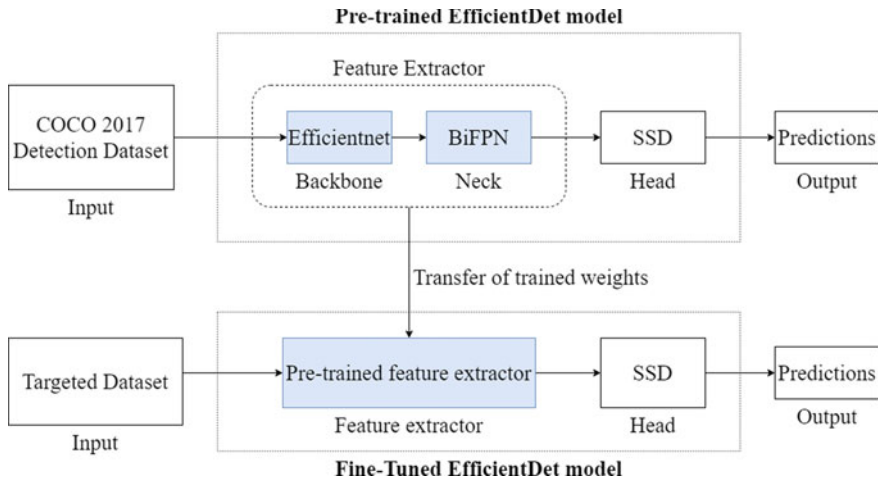 Pre-trained EfficientDet model
Feature Extractor
COCO 2017
Detection Dataset
Efficientnet
BiFPN
SSD
Predictions
Backbone
Neck
Head
Output
Input
Transfer of trained weights
Targeted Dataset
Pre-trained feature extractor
SSD
Predictions
Feature extractor
Head
Output
Input
Fine-Tuned EfficientDet model